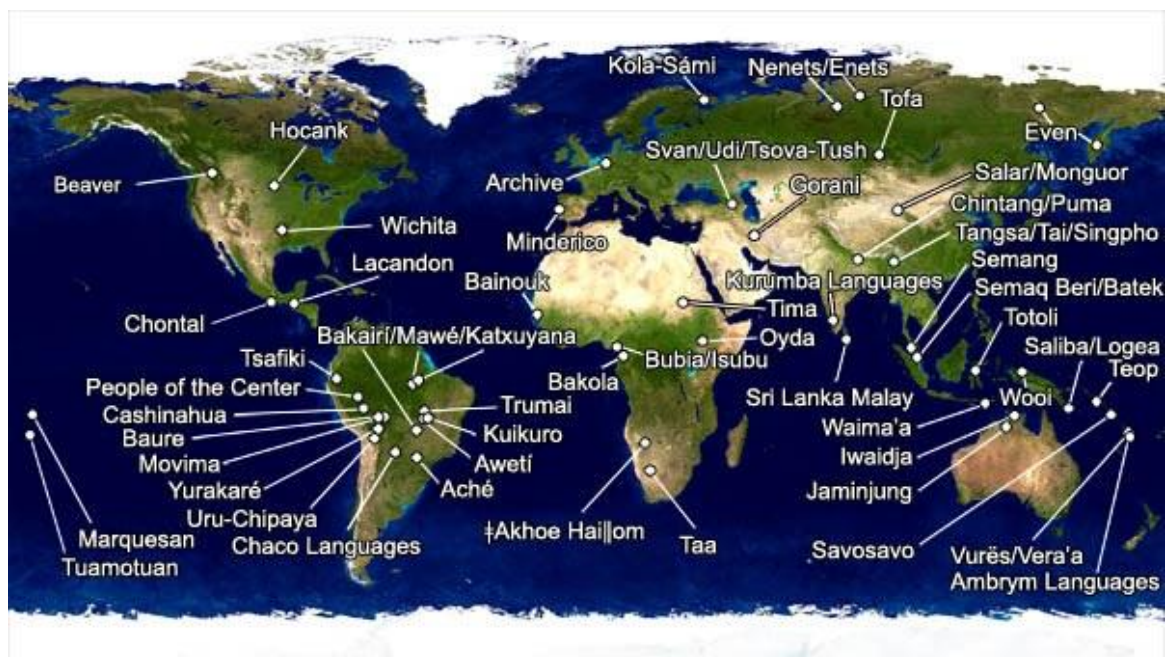 Kola-Sámi
Nenets/Enets
Tofa
Hocank
Even
Svan/Udi/Tsova-Tush
Beaver
Archive
Gorani
Salar/Monguor
Chintang/Puma
Wichita
Minderico
Tangsa/Tai/Singpho
Lacandon
Semang
Bainouk
Kurumba Languages
Semaq Beri/Batek
Chontal
Tima
Totoli
Bakairí/Mawé/Katxuyana
Oyda
Saliba/Logea
Tsafiki
Bubia/Isubu
Teop
People of the Center
Bakola
Sri Lanka Malay
Wooi
Cashinahua
Trumai
Waima'a
Baure
Kuikuro
Iwaidja
Movima
Awetí
Yurakaré
Aché
Jaminjung
Uru-Chipaya
ǂAkhoe Haiǁom
Taa
Savosavo
Chaco Languages
Marquesan
Vurës/Vera'a
Tuamotuan
Ambrym Languages